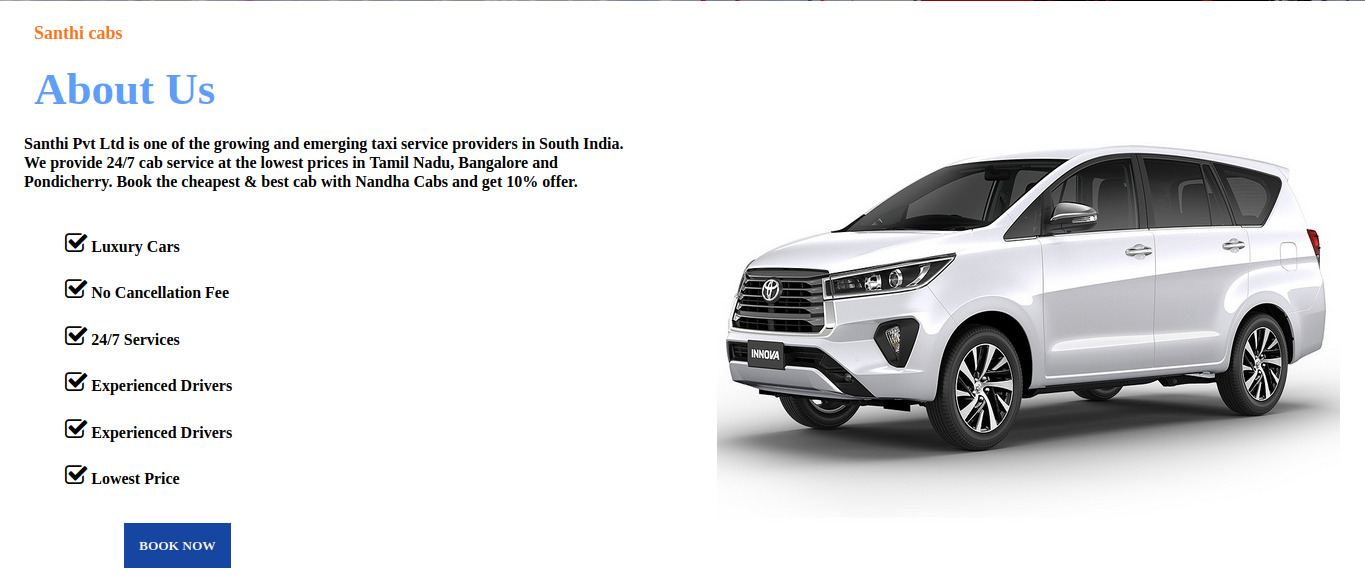 Santhi cabs
About Us
Santhi Pvt Ltd is one of the growing and emerging taxi service providers in South India.
We provide 24/7 cab service at the lowest prices in Tamil Nadu, Bangalore and
Pondicherry. Book the cheapest & best cab with Nandha Cabs and get 10% offer.
Luxury Cars
No Cancellation Fee
24/7 Services
Experienced Drivers
Experienced Drivers
Lowest Price
BOOK NOW
INNOVA